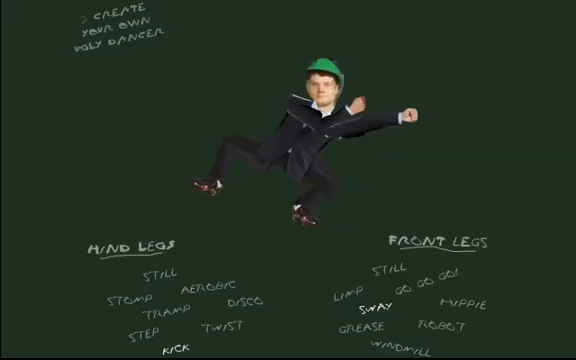 > CREATE
YOUR OWN
UGLY DANCER
HIND LEGS
STILL
AEROBIC
STOMP
DISCO
TRAMP
TWIST
STEP
KICK
FRONT LEGS
STILL
GO GO GO!
LIMP
HIPPIE
SWAY
ROBOT
GREASE
WINDMILL